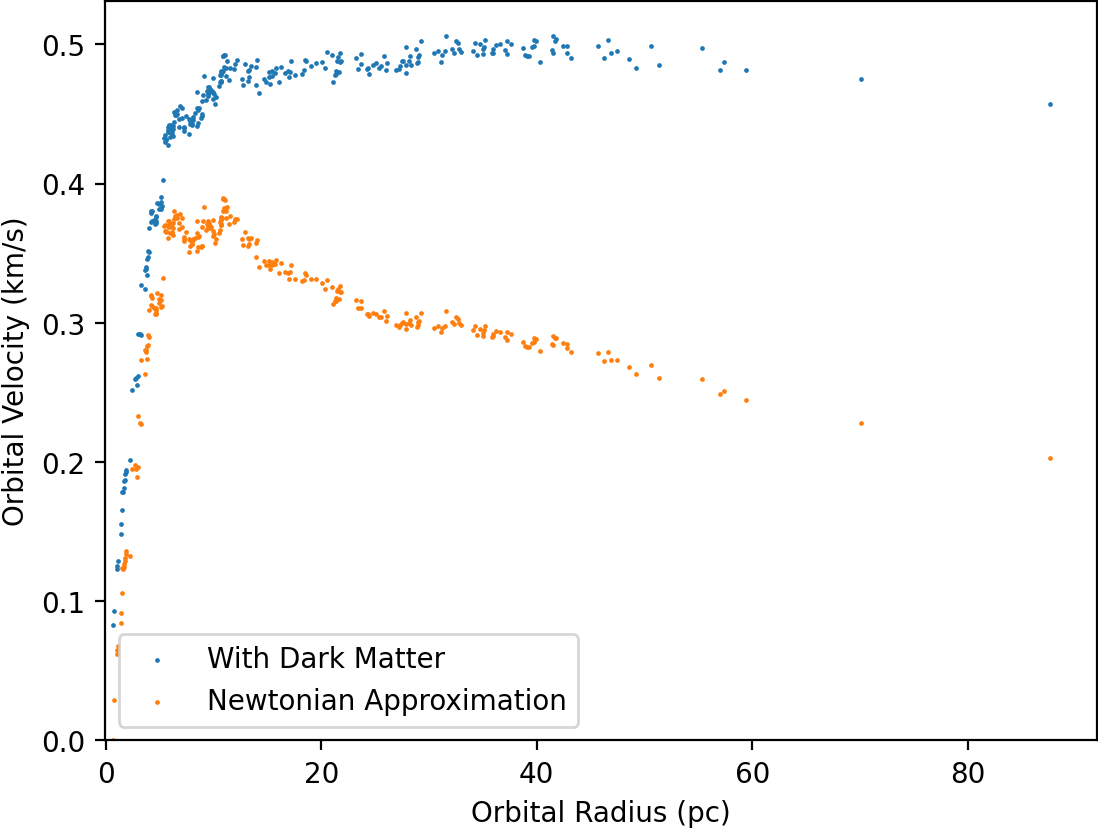 0.5
0.4
0.3
0.2
0.1
0.0
Orbital Velocity (km/s)
With Dark Matter
Newtonian Approximation
0 20 40 60 80
Orbital Radius (pc)